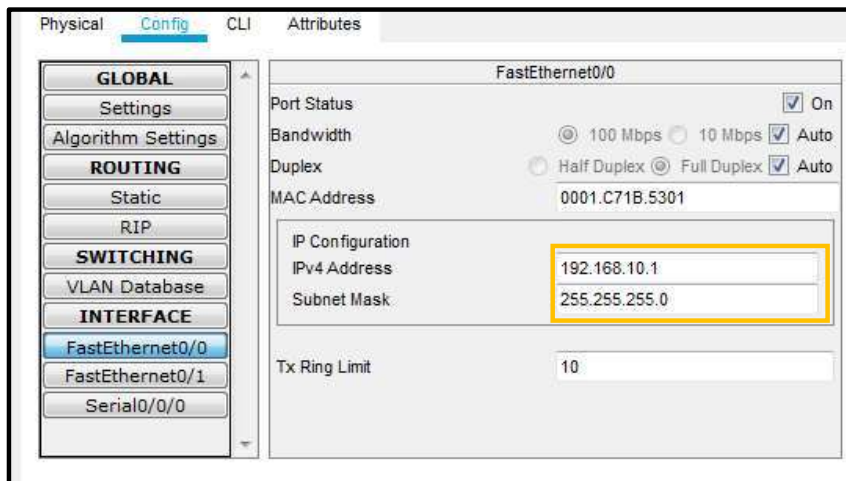 Physical Config CLI Attributes
GLOBAL
Settings
Algorithm Settings
ROUTING
Static
RIP
SWITCHING
VLAN Database
INTERFACE
FastEthernet0/0
FastEthernet0/1
Serial0/0/0
FastEthernet0/0
Port Status On
Bandwidth 100 Mbps 10 Mbps Auto
Duplex Half Duplex Full Duplex Auto
MAC Address 0001.C71B.5301
IP Configuration
IPv4 Address 192.168.10.1
Subnet Mask 255.255.255.0
Tx Ring Limit 10